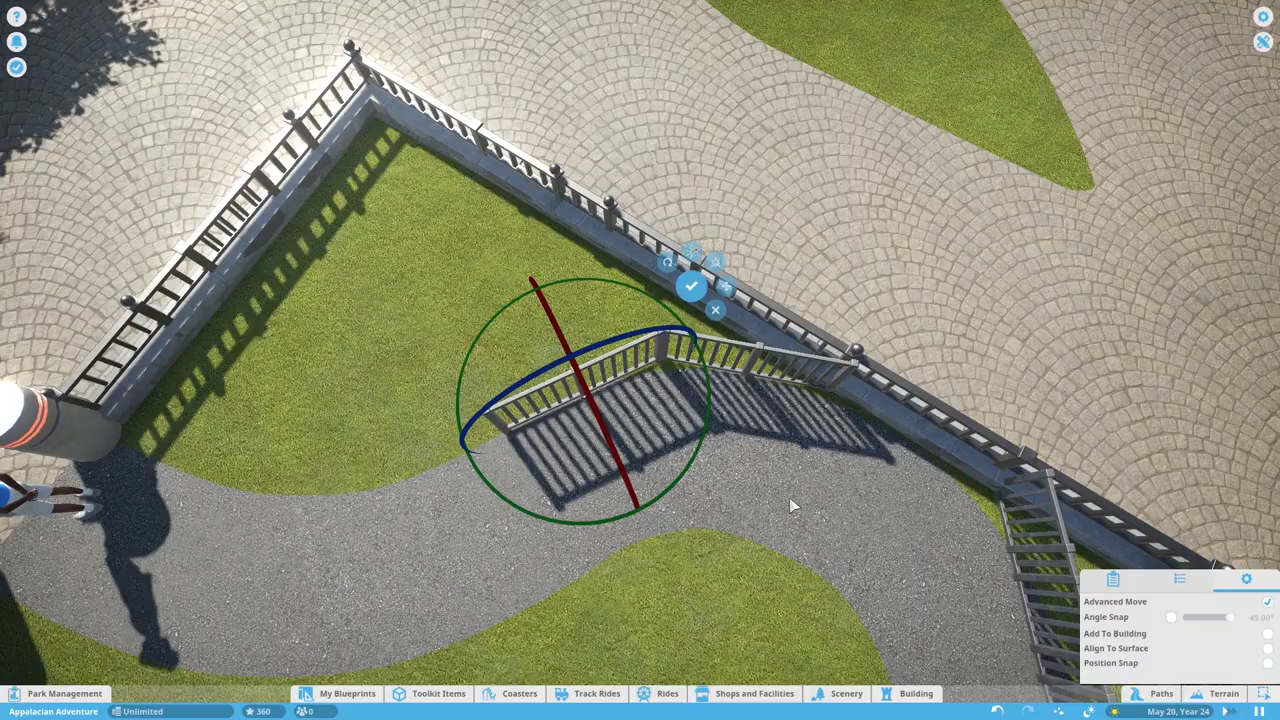 ?
Advanced Move
Angle Snap 45.00°
Add To Building
Align To Surface
Position Snap
Park Management
My Blueprints
Toolkit Items
Coasters
Track Rides
Rides
Shops and Facilities
Scenery
Building
Paths
Terrain
Appalacian Adventure
Unlimited
360
0
May 20, Year 24